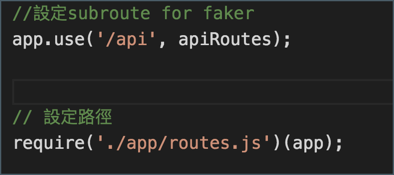 //設定subroute for faker
app.use('/api', apiRoutes);
// 設定路徑
require('./app/routes.js')(app);